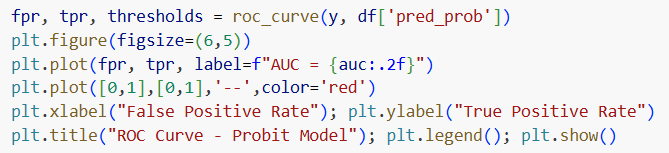 fpr, tpr, thresholds = roc_curve(y, df['pred_prob'])
plt.figure(figsize=(6,5))
plt.plot(fpr, tpr, label=f"AUC = {auc:.2f}")
plt.plot([0,1],[0,1],'--',color='red')
plt.xlabel("False Positive Rate"); plt.ylabel("True Positive Rate")
plt.title("ROC Curve - Probit Model"); plt.legend(); plt.show()